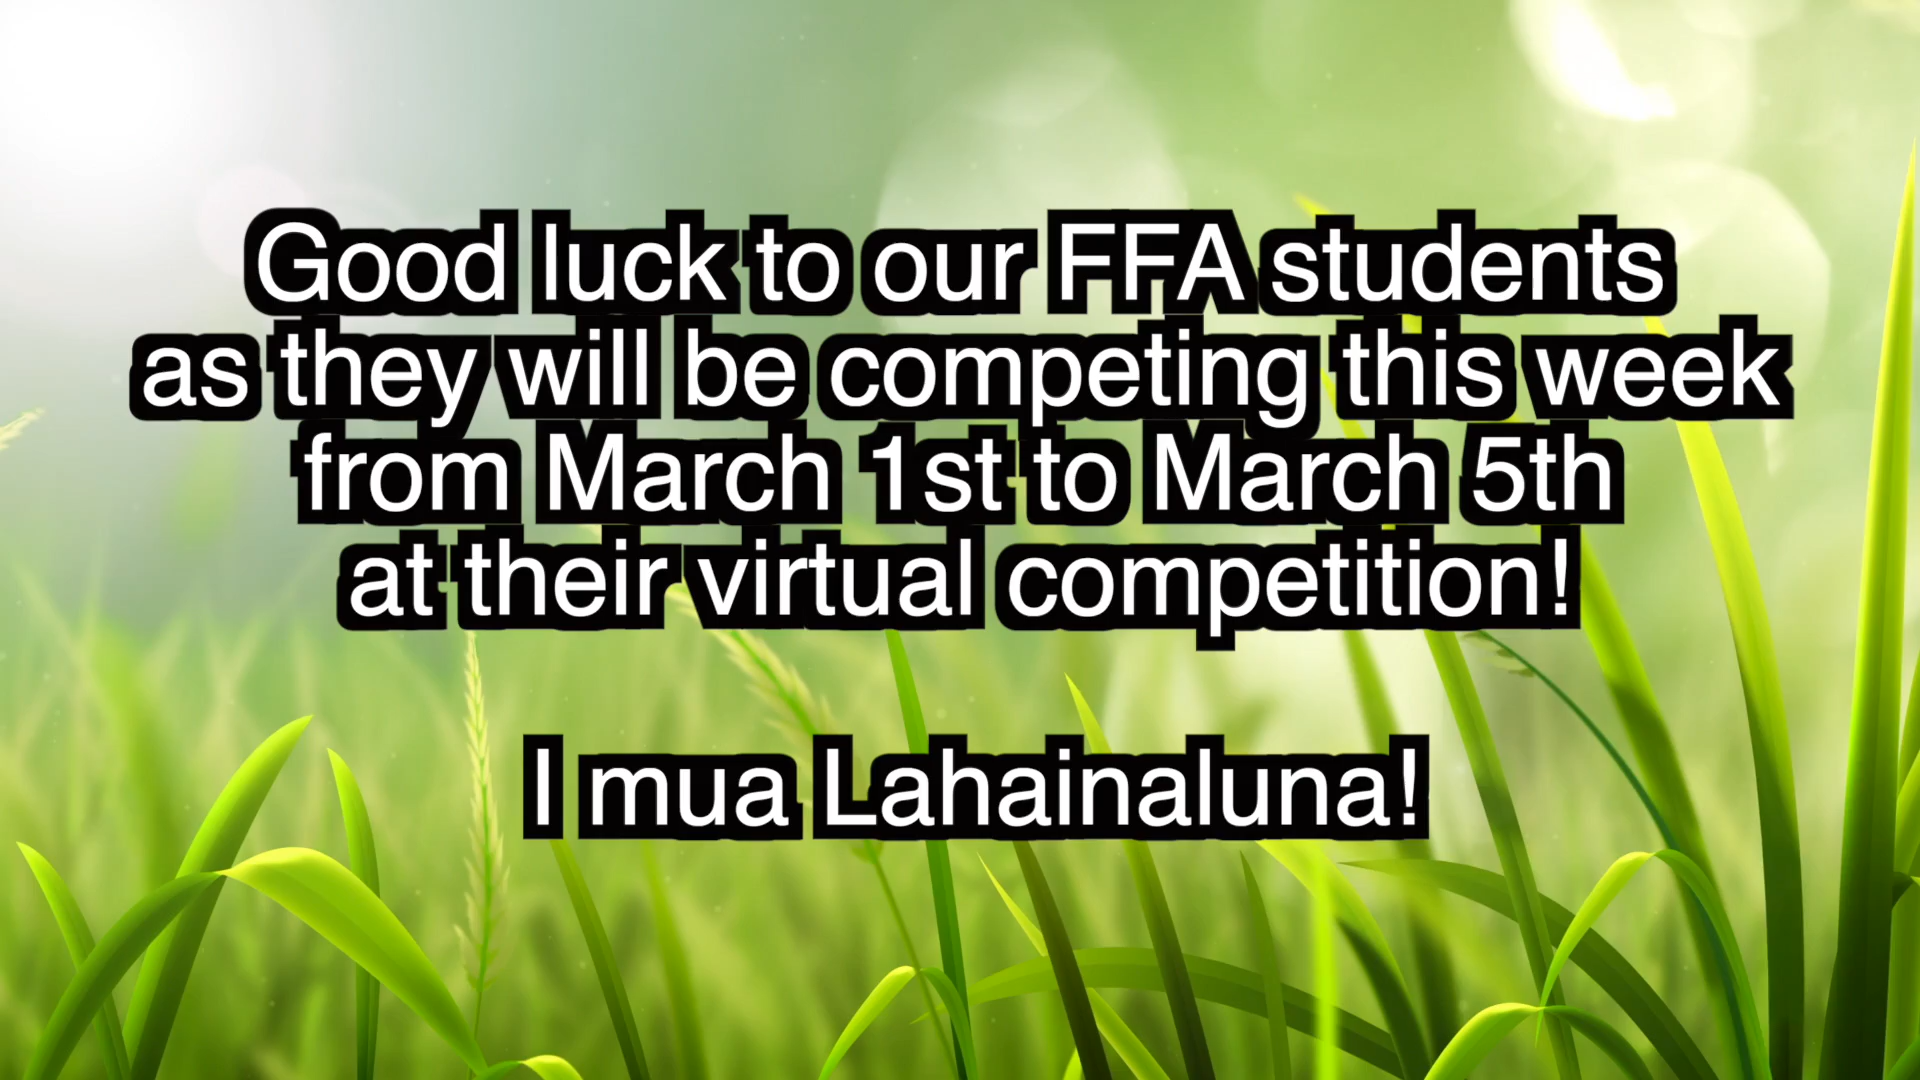 Good luck to our FFA students
as they will be competing this week
from March 1st to March 5th
at their virtual competition!
I mua Lahainaluna!